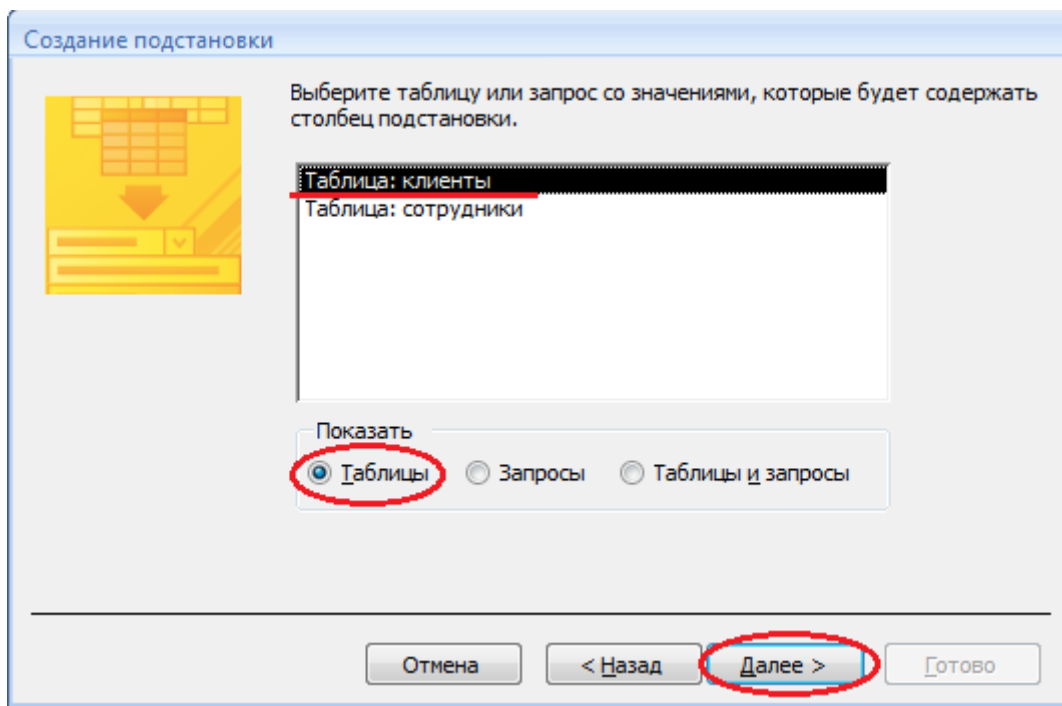 Создание подстановки
Выберите таблицу или запрос со значениями, которые будет содержать
столбец подстановки.
Таблица: клиенты
Таблица: сотрудники
Показать
Таблицы Запросы Таблицы и запросы
Отмена < Назад Далее > Готово